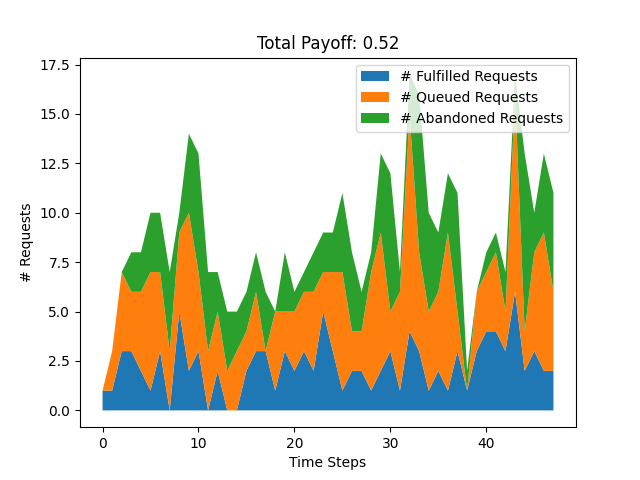 Total Payoff: 0.52
# Fulfilled Requests
# Queued Requests
# Abandoned Requests
17.5
15.0
12.5
10.0
7.5
5.0
2.5
0.0
# Requests
0
10
20
30
40
Time Steps